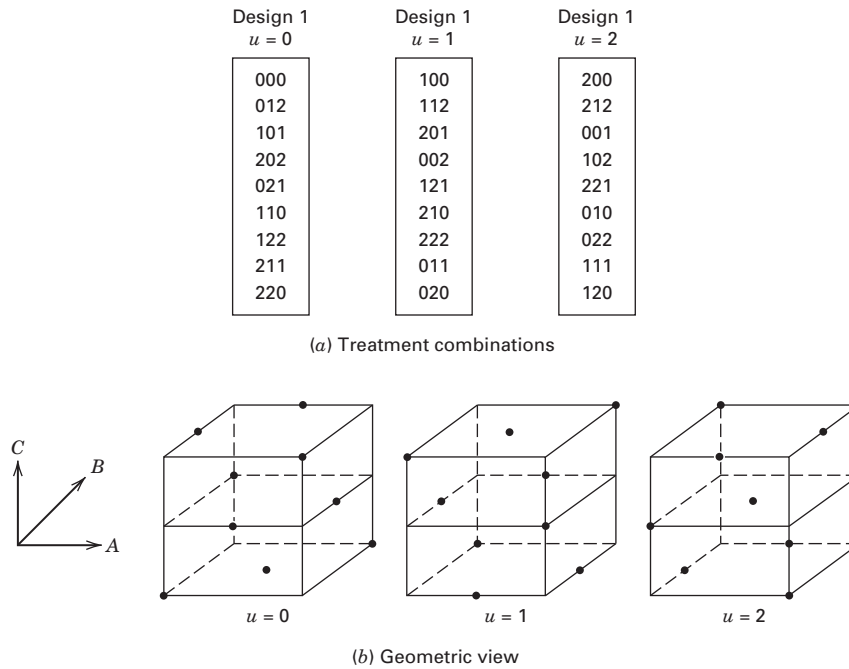 Design 1 Design 1 Design 1
u = 0 u = 1 u = 2
000 100 200
012 112 212
101 201 001
202 002 102
021 121 221
110 210 010
122 222 022
211 011 111
220 020 120
(a) Treatment combinations
C
B
A
u = 0 u = 1 u = 2
(b) Geometric view